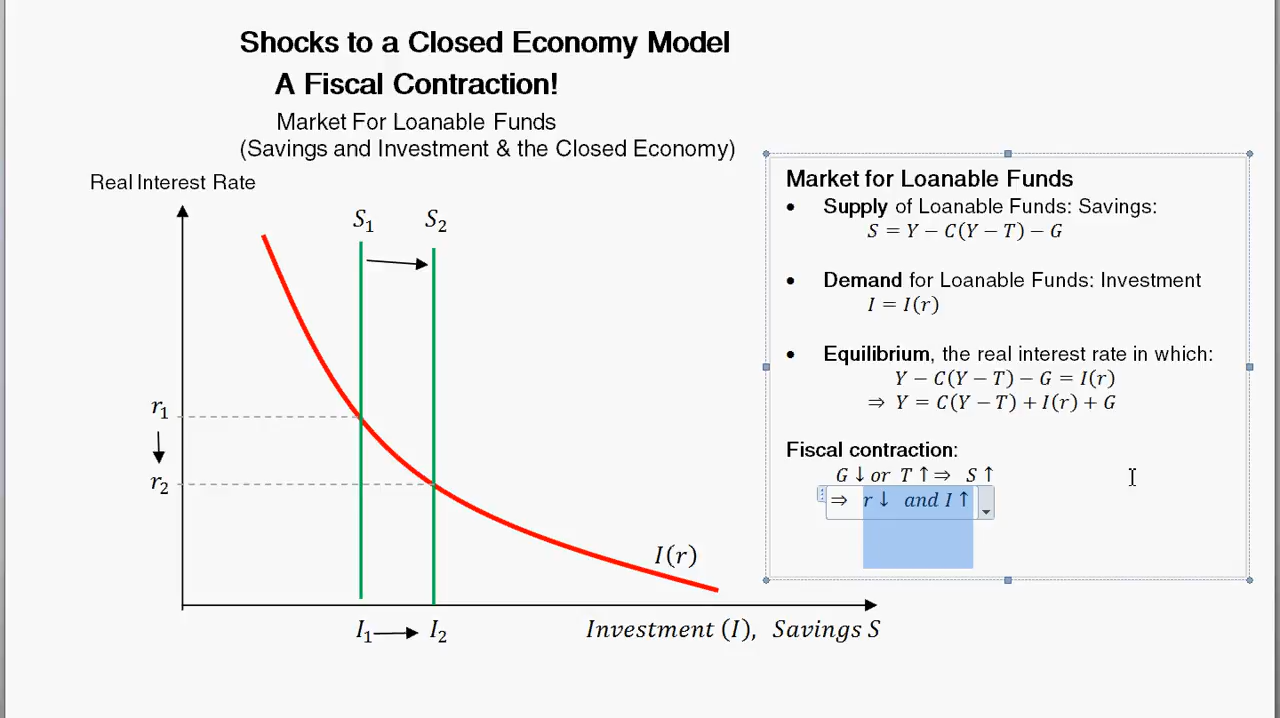 Shocks to a Closed Economy Model
A Fiscal Contraction!
Market For Loanable Funds
(Savings and Investment & the Closed Economy)
Real Interest Rate
S₁ S₂
r₁
r₂
I(r)
I₁ I₂
Investment (I), Savings S
Market for Loanable Funds
• Supply of Loanable Funds: Savings:
S = Y − C(Y − T) − G
• Demand for Loanable Funds: Investment
I = I(r)
• Equilibrium, the real interest rate in which:
Y − C(Y − T) − G = I(r)
⇒ Y = C(Y − T) + I(r) + G
Fiscal contraction:
G ↓ or T ↑⇒ S ↑
⇒ r ↓ and I ↑